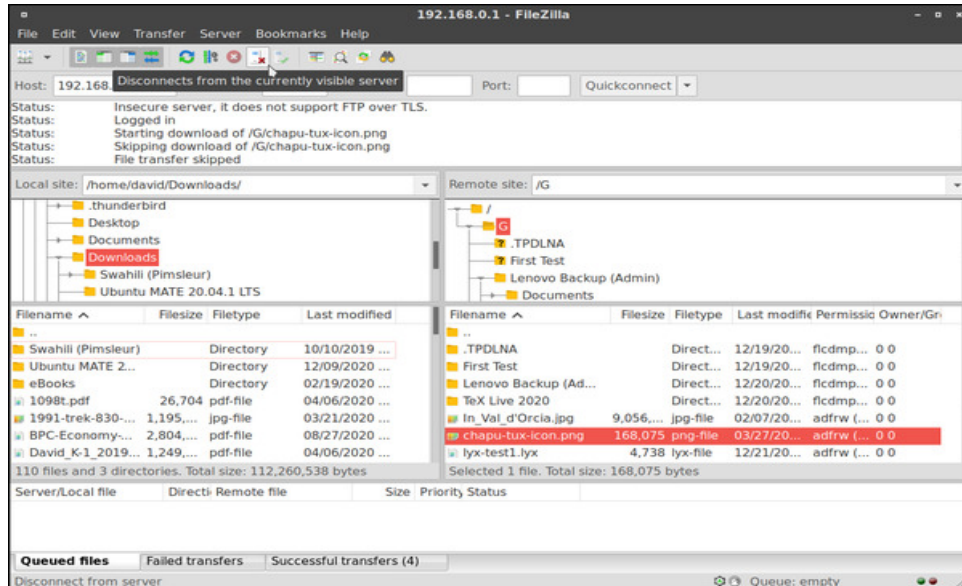 192.168.0.1 - FileZilla
File Edit View Transfer Server Bookmarks Help
Disconnects from the currently visible server
Host: 192.168. Port: Quickconnect
Status: Insecure server, it does not support FTP over TLS.
Status: Logged in
Status: Starting download of /G/chapu-tux-icon.png
Status: Skipping download of /G/chapu-tux-icon.png
Status: File transfer skipped
Local site: /home/david/Downloads/
.thunderbird
Desktop
Documents
Downloads
Swahili (Pimsleur)
Ubuntu MATE 20.04.1 LTS
Remote site: /G
/
G
.TPDLNA
First Test
Lenovo Backup (Admin)
Documents
Filename Filesize Filetype Last modified
..
Swahili (Pimsleur) Directory 10/10/2019 ...
Ubuntu MATE 2... Directory 12/09/2020 ...
eBooks Directory 02/19/2020 ...
1098t.pdf 26,704 pdf-file 04/06/2020 ...
1991-trek-830-... 1,195,... jpg-file 03/21/2020 ...
BPC-Economy-... 2,804,... pdf-file 08/27/2020 ...
David_K-1_2019... 1,249,... pdf-file 04/06/2020 ...
110 files and 3 directories. Total size: 112,260,538 bytes
Filename Filesize Filetype Last modifie Permissic Owner/Gr
..
.TPDLNA Direct... 12/19/20... flcdmp... 0 0
First Test Direct... 12/19/20... flcdmp... 0 0
Lenovo Backup (Ad... Direct... 12/20/20... flcdmp... 0 0
TeX Live 2020 Direct... 12/20/20... flcdmp... 0 0
In_Val_d'Orcia.jpg 9,056,... jpg-file 02/07/20... adfrw (... 0 0
chapu-tux-icon.png 168,075 png-file 03/27/20... adfrw (... 0 0
lyx-test1.lyx 4,738 lyx-file 12/21/20... adfrw (... 0 0
Selected 1 file. Total size: 168,075 bytes
Server/Local file Directi Remote file Size Priority Status
Queued files Failed transfers Successful transfers (4)
Disconnect from server Queue: empty